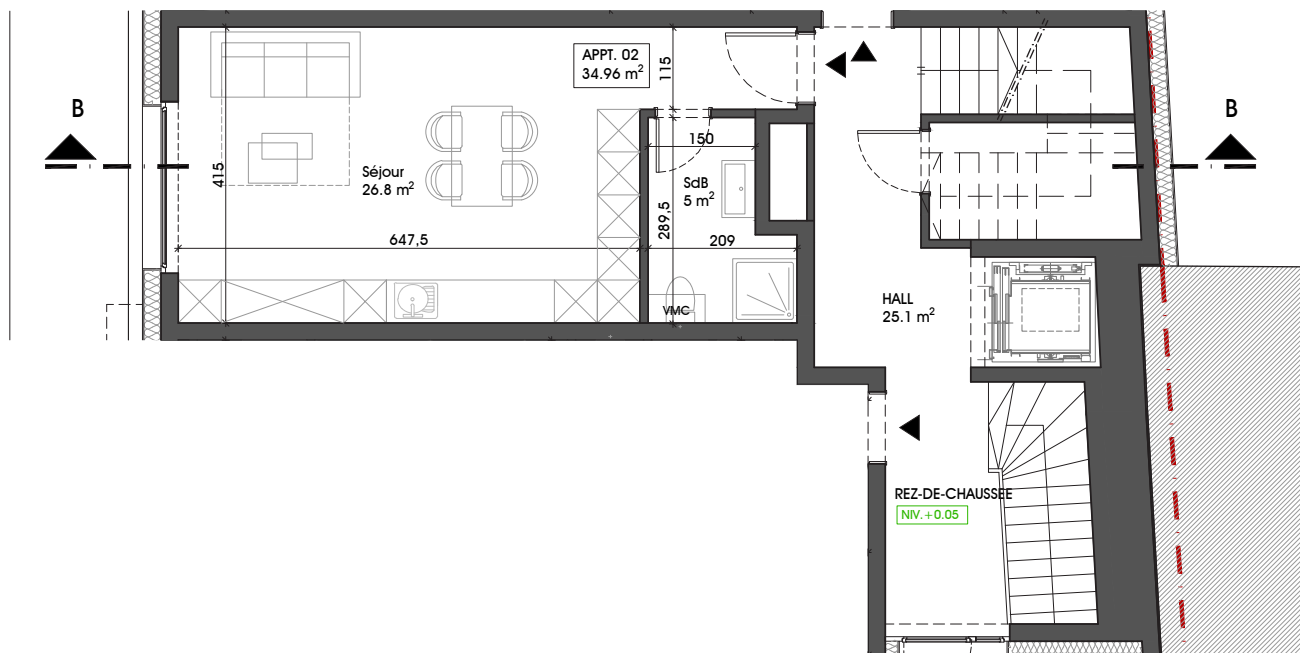 APPT. 02
34.96 m²
115
B
B
150
415
Séjour
26.8 m²
SdB
5 m²
289,5
647,5
209
HALL
25.1 m²
VMC
REZ-DE-CHAUSSEE
NIV.+0.05